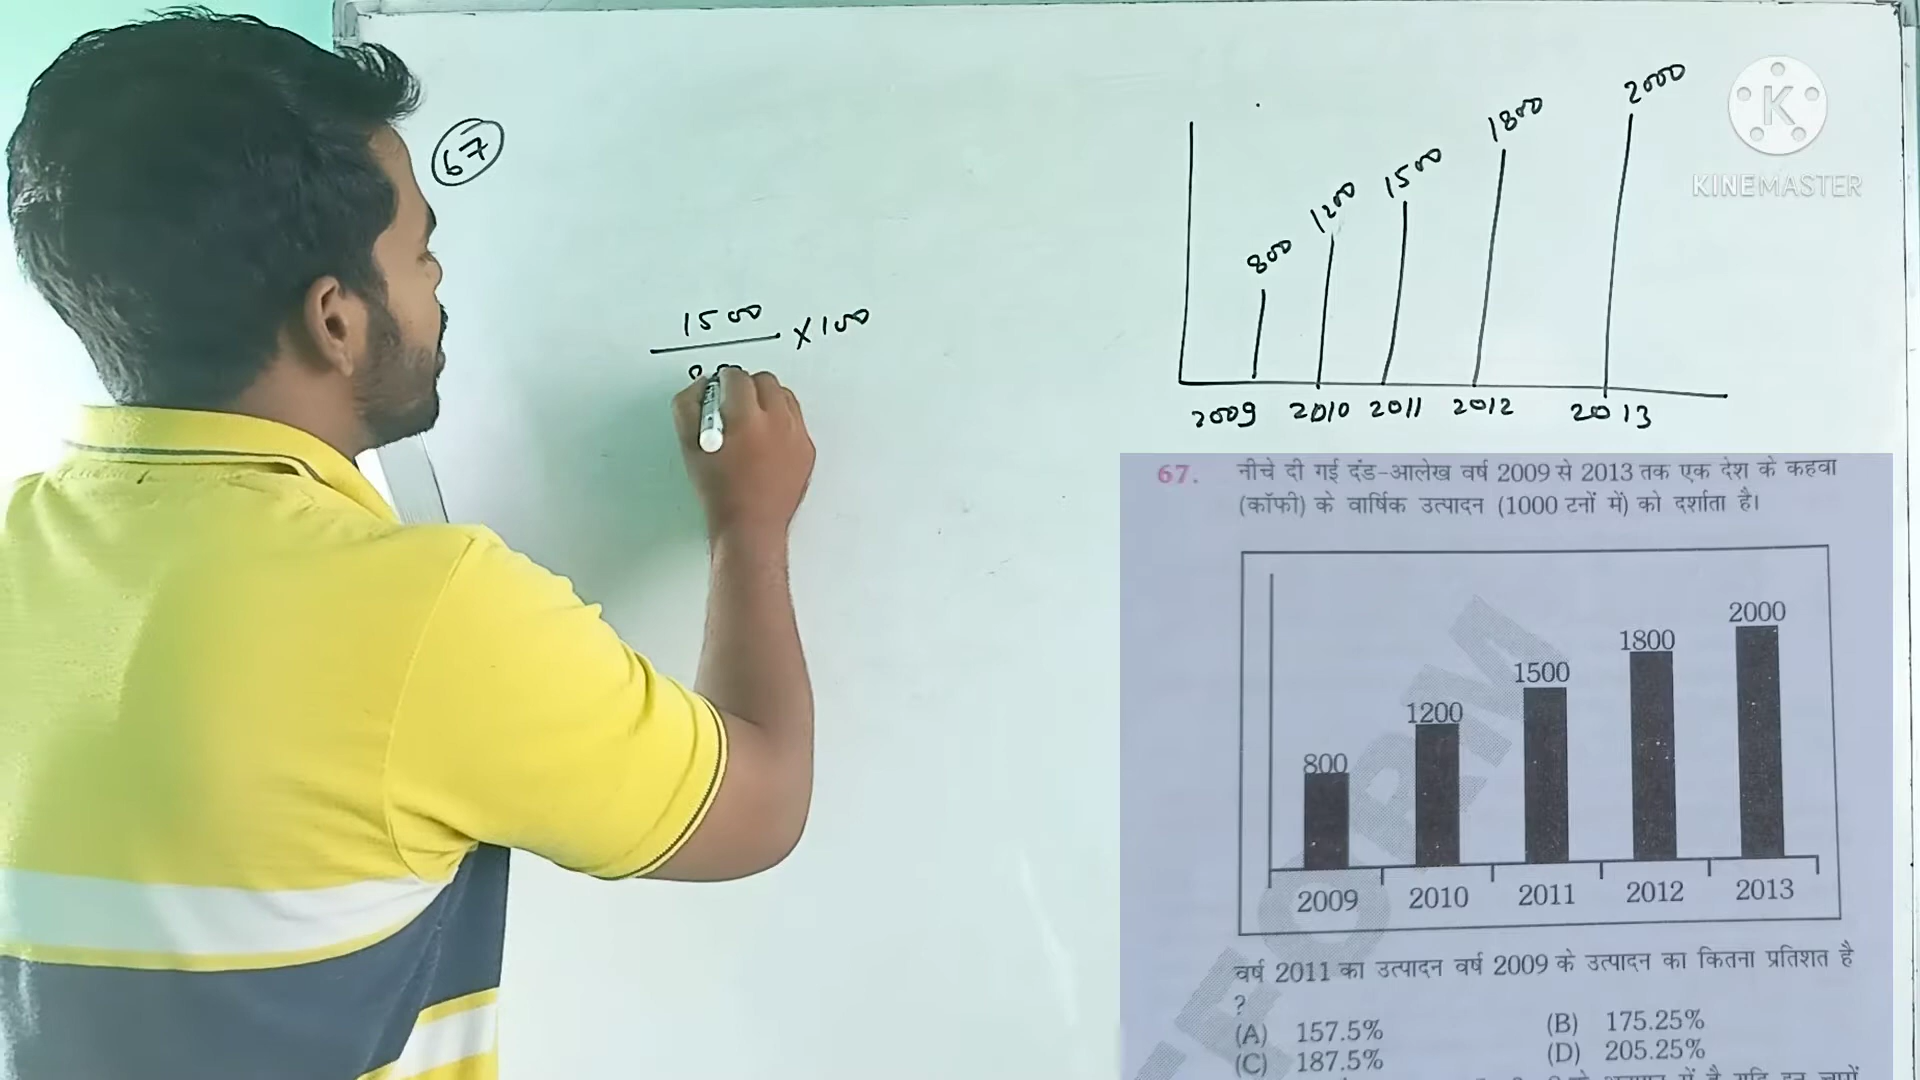 67
1500
× 100
800
1200
1500
1800
2000
2009 2010 2011 2012 2013
KINEMASTER
67. नीचे दी गई दंड-आलेख वर्ष 2009 से 2013 तक एक देश के कहवा
(कॉफी) के वार्षिक उत्पादन (1000 टनों में) को दर्शाता है।
800
1200
1500
1800
2000
2009 2010 2011 2012 2013
वर्ष 2011 का उत्पादन वर्ष 2009 के उत्पादन का कितना प्रतिशत है
?
(A) 157.5% (B) 175.25%
(C) 187.5% (D) 205.25%